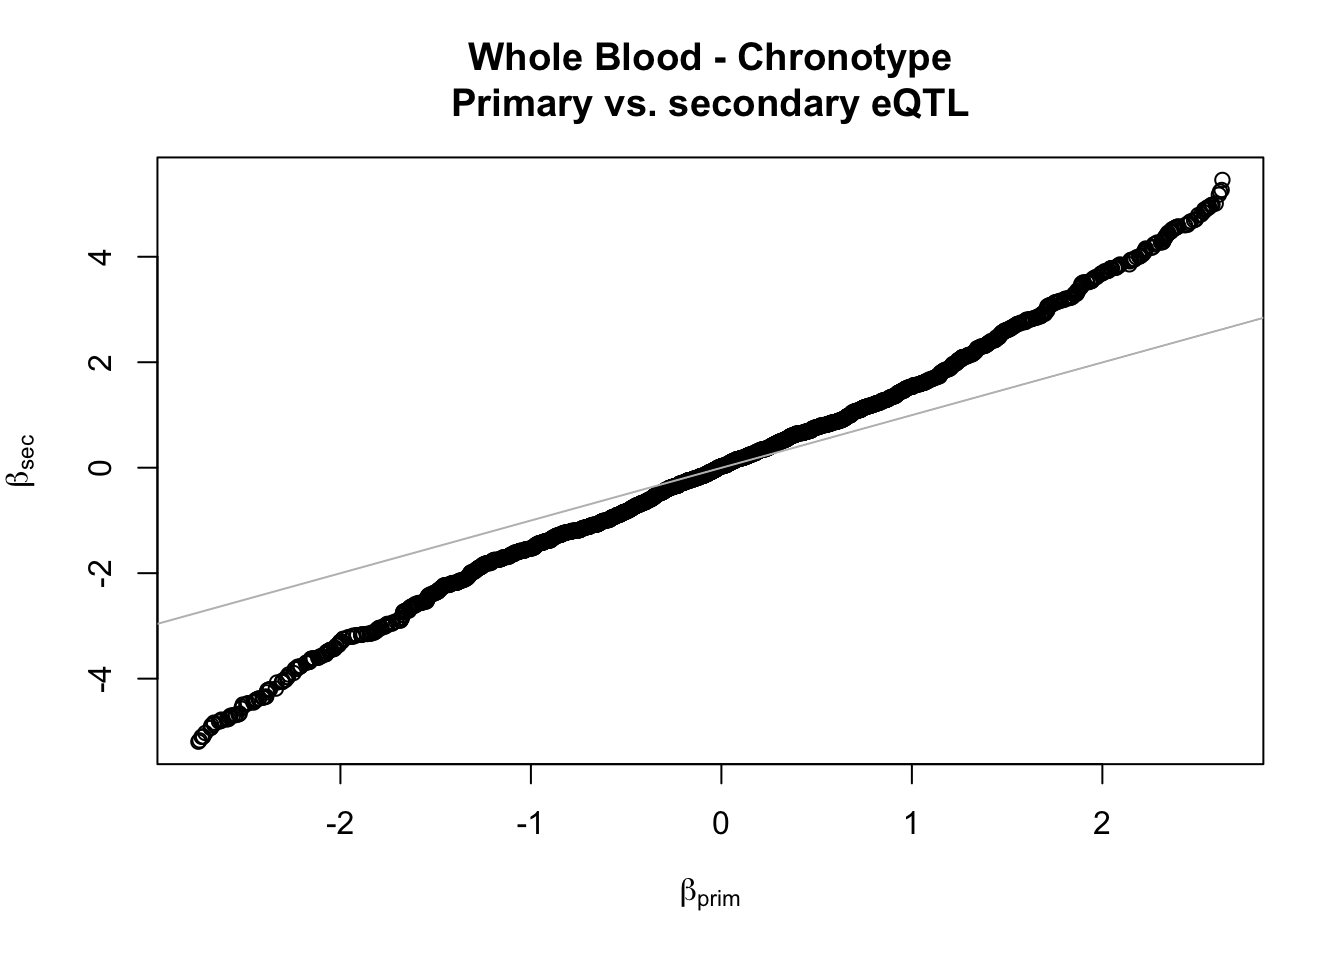 Whole Blood - Chronotype
Primary vs. secondary eQTL
4
2
0
-2
-4
βsec
-2 -1 0 1 2
βprim